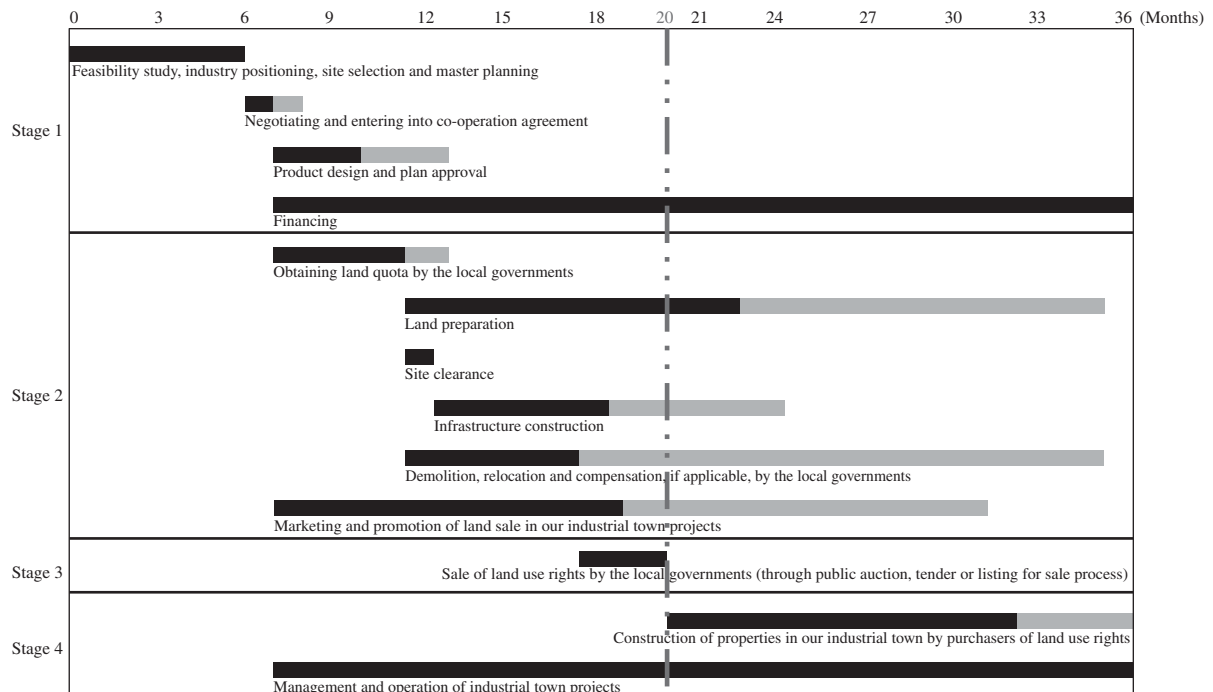 0 3 6 9 12 15 18 20 21 24 27 30 33 36 (Months)
Feasibility study, industry positioning, site selection and master planning
Negotiating and entering into co-operation agreement
Stage 1
Product design and plan approval
Financing
Obtaining land quota by the local governments
Land preparation
Site clearance
Stage 2
Infrastructure construction
Demolition, relocation and compensation, if applicable, by the local governments
Marketing and promotion of land sale in our industrial town projects
Stage 3
Sale of land use rights by the local governments (through public auction, tender or listing for sale process)
Construction of properties in our industrial town by purchasers of land use rights
Stage 4
Management and operation of industrial town projects